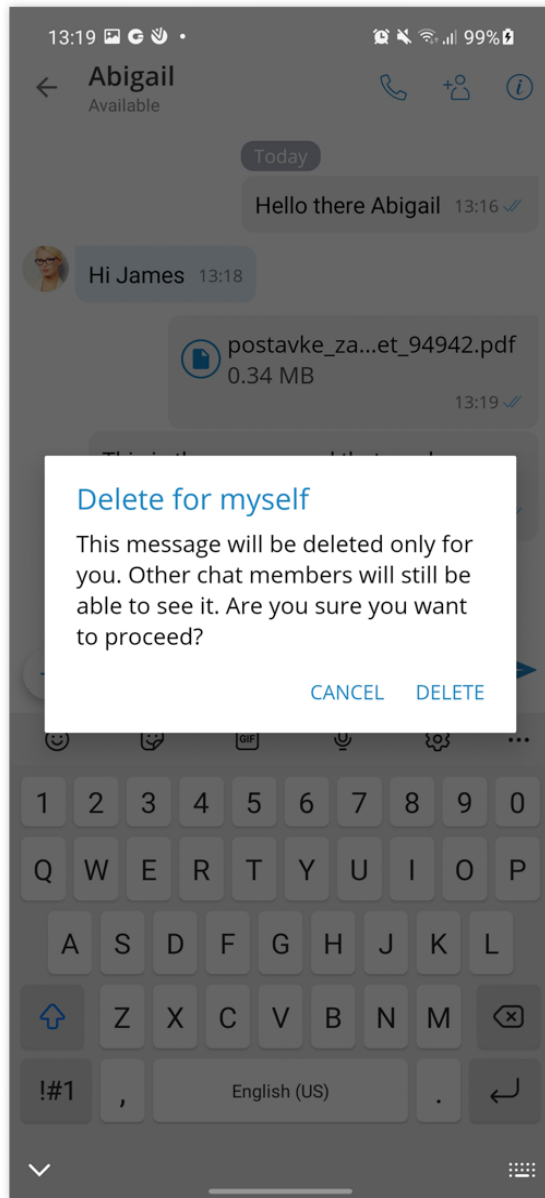 13:19 99%
Abigail
Available
Today
Hello there Abigail 13:16
Hi James 13:18
postavke_za...et_94942.pdf
0.34 MB
13:19
Delete for myself
This message will be deleted only for
you. Other chat members will still be
able to see it. Are you sure you want
to proceed?
CANCEL DELETE
GIF
1 2 3 4 5 6 7 8 9 0
Q W E R T Y U I O P
A S D F G H J K L
Z X C V B N M
!#1 , English (US) .